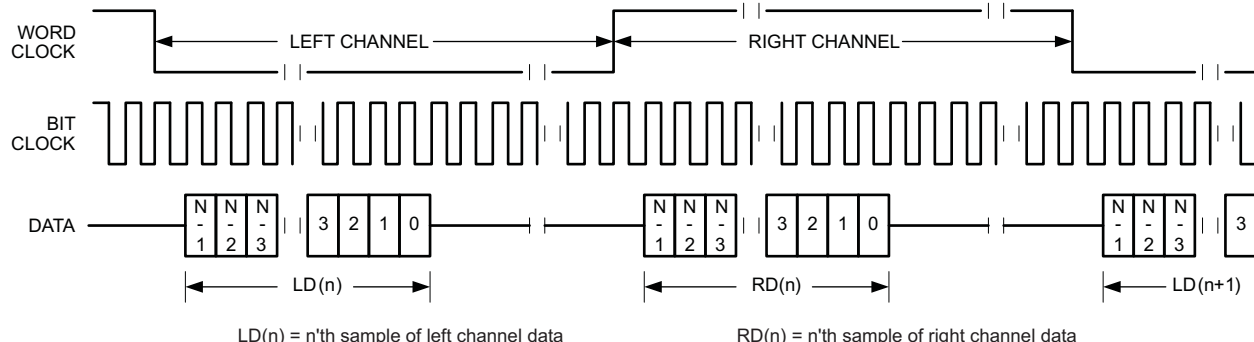 WORD
CLOCK
LEFT CHANNEL
RIGHT CHANNEL
BIT
CLOCK
DATA
N-1 N-2 N-3 3 2 1 0 N-1 N-2 N-3 3 2 1 0 N-1 N-2 N-3 3
LD(n) RD(n) LD(n+1)
LD(n) = n'th sample of left channel data RD(n) = n'th sample of right channel data